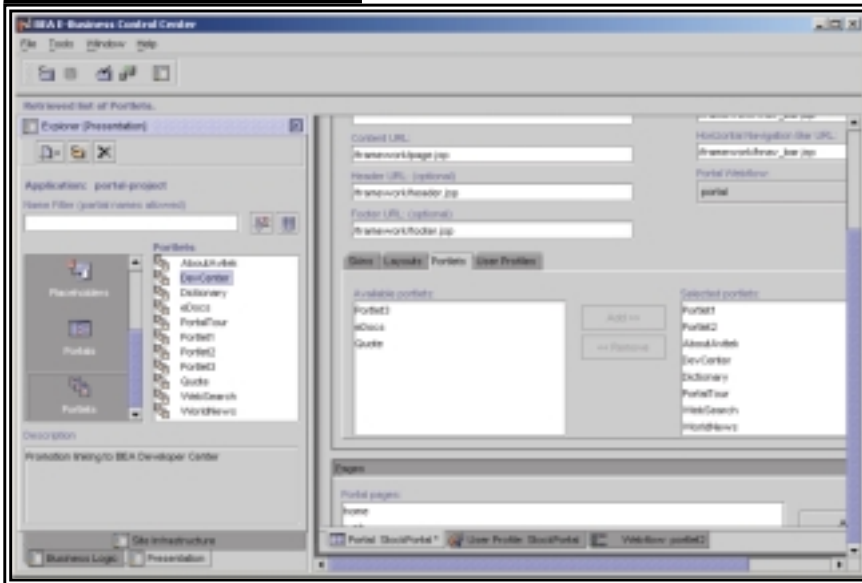 BEA E-Business Control Center
File Tools Window Help
Retrieved list of Portlets.
Explorer (Presentation)
Application: portal-project
Name Filter (partial names allowed)
Placeholders
Portals
Portlets
Portlets
AboutAvitek
DevCenter
Dictionary
eDocs
PortalTour
Portlet1
Portlet2
Portlet3
Quote
WebSearch
WorldNews
Description
Promotion linking to BEA Developer Center
Site Infrastructure
Business Logic
Presentation
Content URL:
/framework/page.jsp
Header URL: (optional)
/framework/header.jsp
Footer URL: (optional)
/framework/footer.jsp
Horizontal Navigation Bar URL:
/framework/hnav_bar.jsp
Portal Webflow:
portal
Skins Layouts Portlets User Profiles
Available portlets:
Portlet3
eDocs
Quote
Add >>
<< Remove
Selected portlets:
Portlet1
Portlet2
AboutAvitek
DevCenter
Dictionary
PortalTour
WebSearch
WorldNews
Pages
Portal pages:
home
Portal: StockPortal*
User Profile: StockPortal
Webflow: portlet2